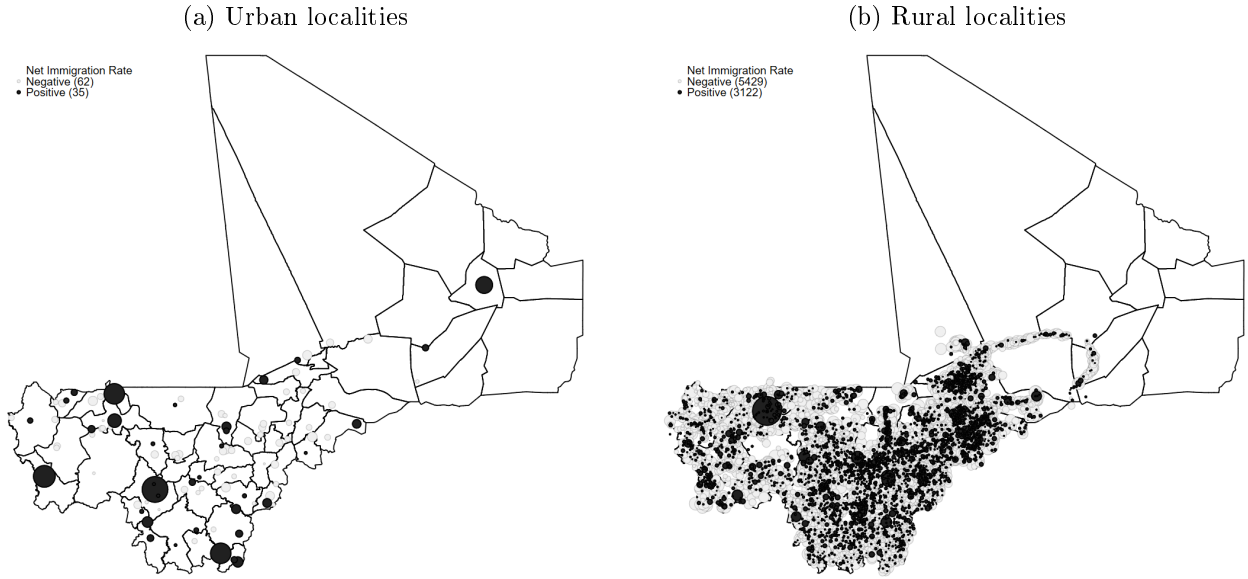 (a) Urban localities
Net Immigration Rate
Negative (62)
Positive (35)
(b) Rural localities
Net Immigration Rate
Negative (5429)
Positive (3122)